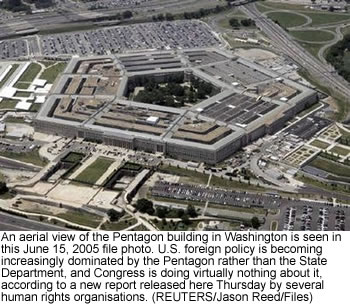 An aerial view of the Pentagon building in Washington is seen in
this June 15, 2005 file photo. U.S. foreign policy is becoming
increasingly dominated by the Pentagon rather than the State
Department, and Congress is doing virtually nothing about it,
according to a new report released here Thursday by several
human rights organisations. (REUTERS/Jason Reed/Files)